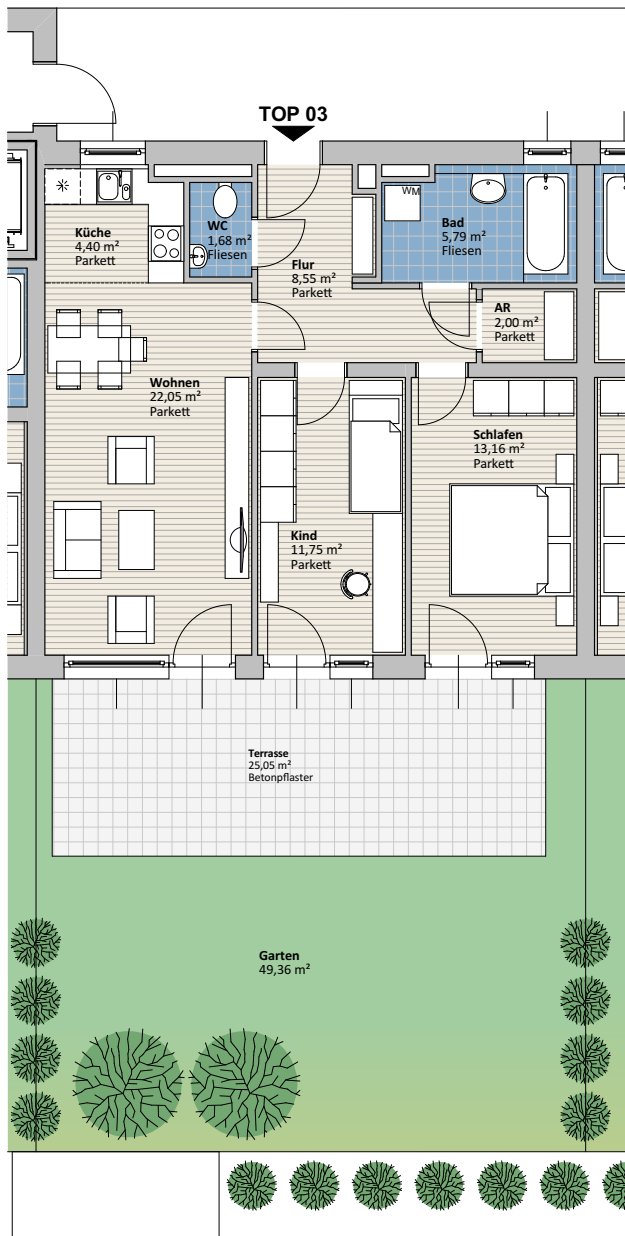 TOP 03
Küche
4,40 m²
Parkett
WC
1,68 m²
Fliesen
Flur
8,55 m²
Parkett
WM
Bad
5,79 m²
Fliesen
AR
2,00 m²
Parkett
Wohnen
22,05 m²
Parkett
Schlafen
13,16 m²
Parkett
Kind
11,75 m²
Parkett
Terrasse
25,05 m²
Betonpflaster
Garten
49,36 m²